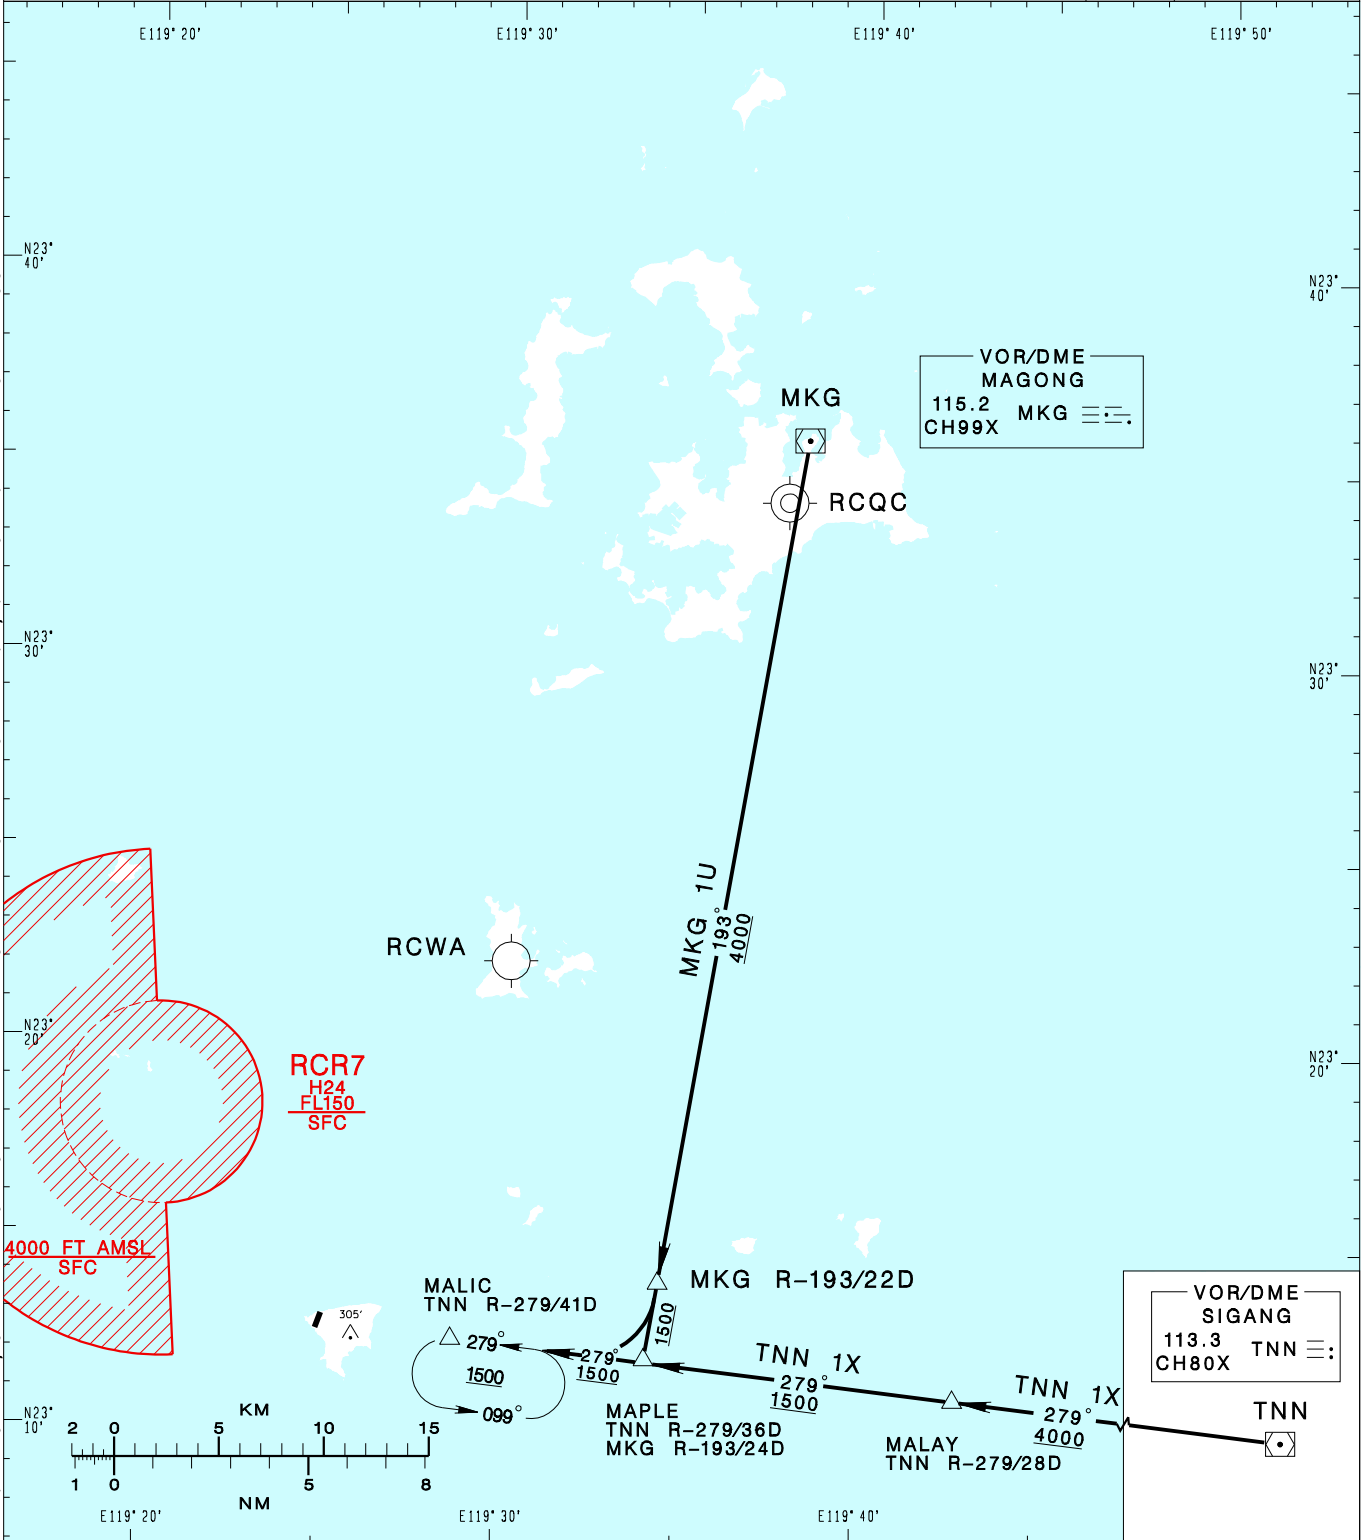 E119° 20'
E119° 30'
E119° 40'
E119° 50'
N23°
40'
N23°
40'
VOR/DME
MAGONG
115.2
CH99X
MKG
MKG
RCQC
N23°
30'
N23°
30'
MKG 1U
193°
4000
RCWA
N23°
20'
N23°
20'
RCR7
H24
FL150
SFC
4000 FT AMSL
SFC
MKG R-193/22D
1500
MALIC
TNN R-279/41D
305'
279°
1500
099°
279°
1500
TNN 1X
279°
1500
MAPLE
TNN R-279/36D
MKG R-193/24D
TNN 1X
279°
4000
MALAY
TNN R-279/28D
VOR/DME
SIGANG
113.3
CH80X
TNN
TNN
N23°
10'
KM
2 0 5 10 15
1 0 5 8
NM
E119° 20'
E119° 30'
E119° 40'